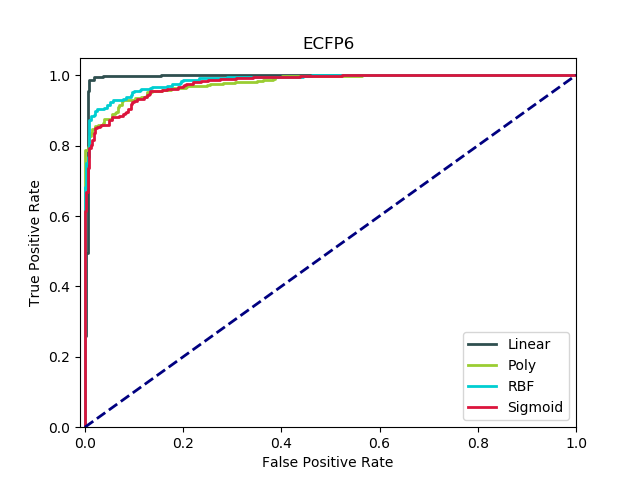 ECFP6
1.0
0.8
0.6
0.4
0.2
0.0
True Positive Rate
0.0 0.2 0.4 0.6 0.8 1.0
False Positive Rate
Linear
Poly
RBF
Sigmoid